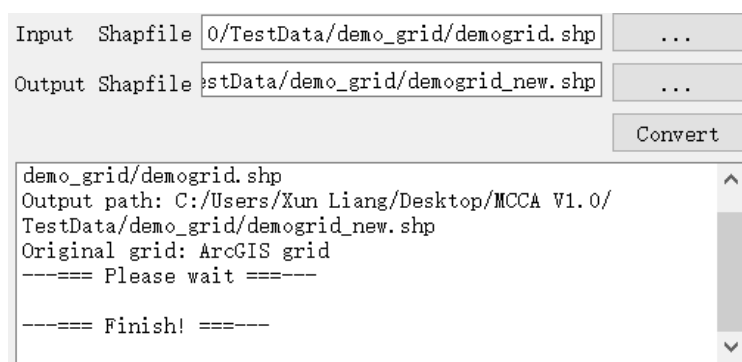 Input Shapfile 0/TestData/demo_grid/demogrid.shp ...
Output Shapfile stData/demo_grid/demogrid_new.shp ...
Convert
demo_grid/demogrid.shp
Output path: C:/Users/Xun Liang/Desktop/MCCA V1.0/
TestData/demo_grid/demogrid_new.shp
Original grid: ArcGIS grid
---=== Please wait ===---
---=== Finish! ===---